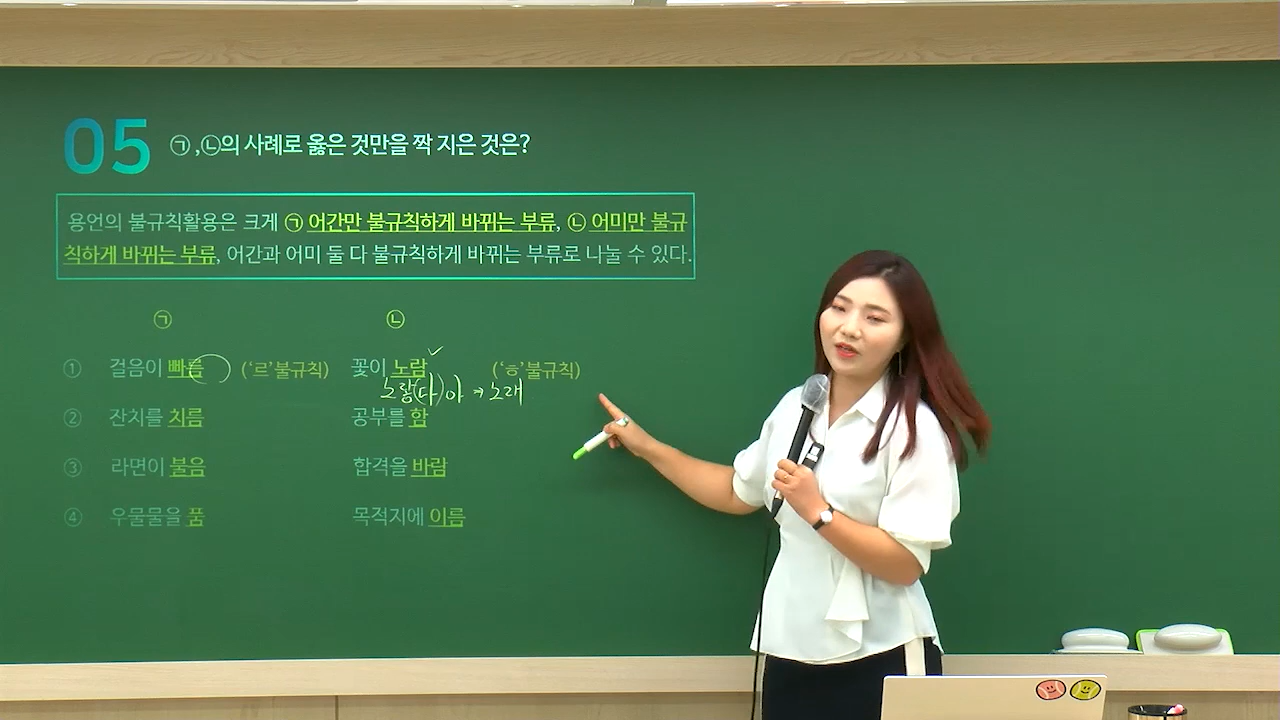 05 ㉠,㉡의 사례로 옳은 것만을 짝 지은 것은?
용언의 불규칙활용은 크게 ㉠ 어간만 불규칙하게 바뀌는 부류, ㉡ 어미만 불규
칙하게 바뀌는 부류, 어간과 어미 둘 다 불규칙하게 바뀌는 부류로 나눌 수 있다.
㉠ ㉡
① 걸음이 빠름 (‘르’불규칙) 꽃이 노람 (‘ㅎ’불규칙)
노랗(다)아 → 노래
② 잔치를 치름 공부를 함
③ 라면이 불음 합격을 바람
④ 우물물을 품 목적지에 이름